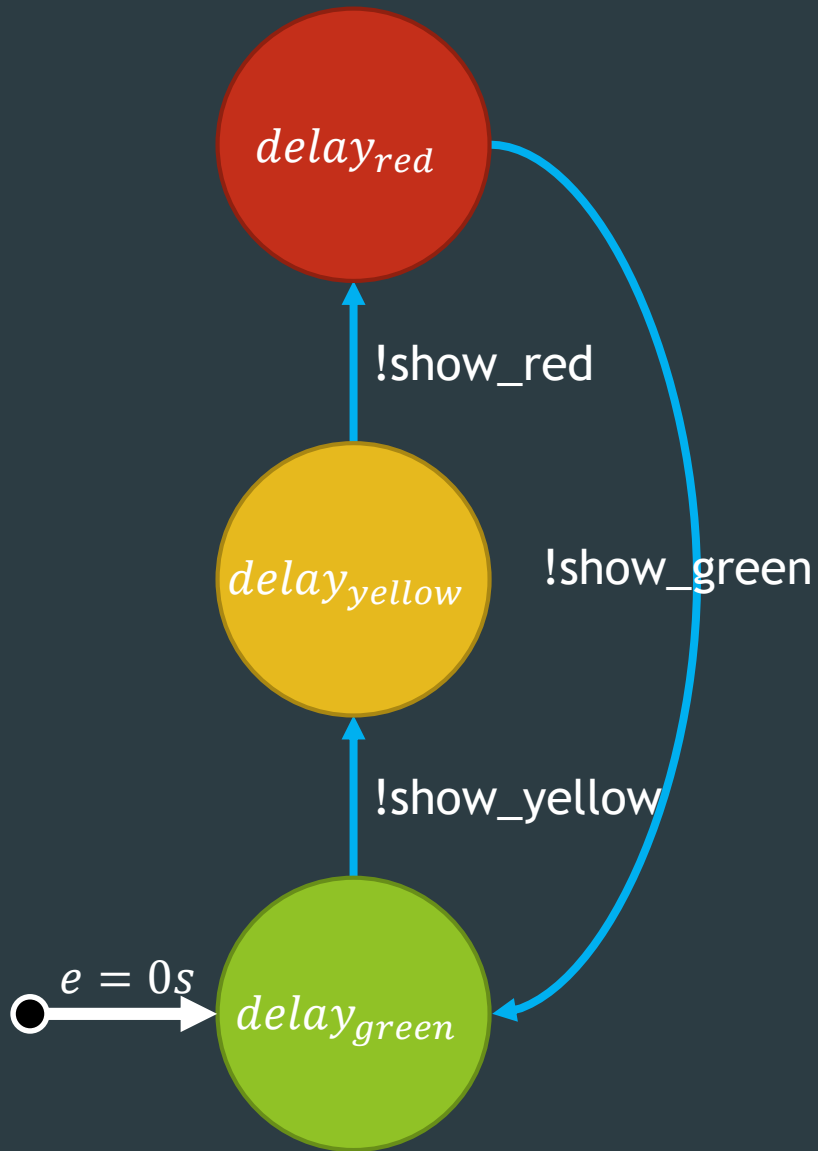 delay_red
!show_red
delay_yellow
!show_green
!show_yellow
e = 0s
delay_green